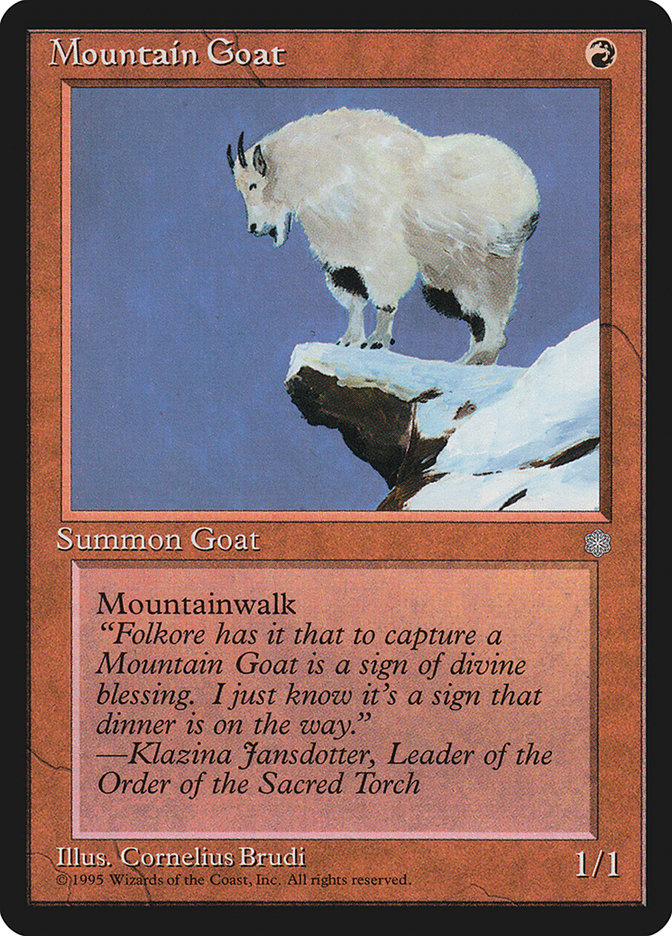 Mountain Goat
Summon Goat
Mountainwalk
“Folkore has it that to capture a
Mountain Goat is a sign of divine
blessing. I just know it's a sign that
dinner is on the way.”
—Klazina Jansdotter, Leader of the
Order of the Sacred Torch
Illus. Cornelius Brudi
1/1
©1995 Wizards of the Coast, Inc. All rights reserved.